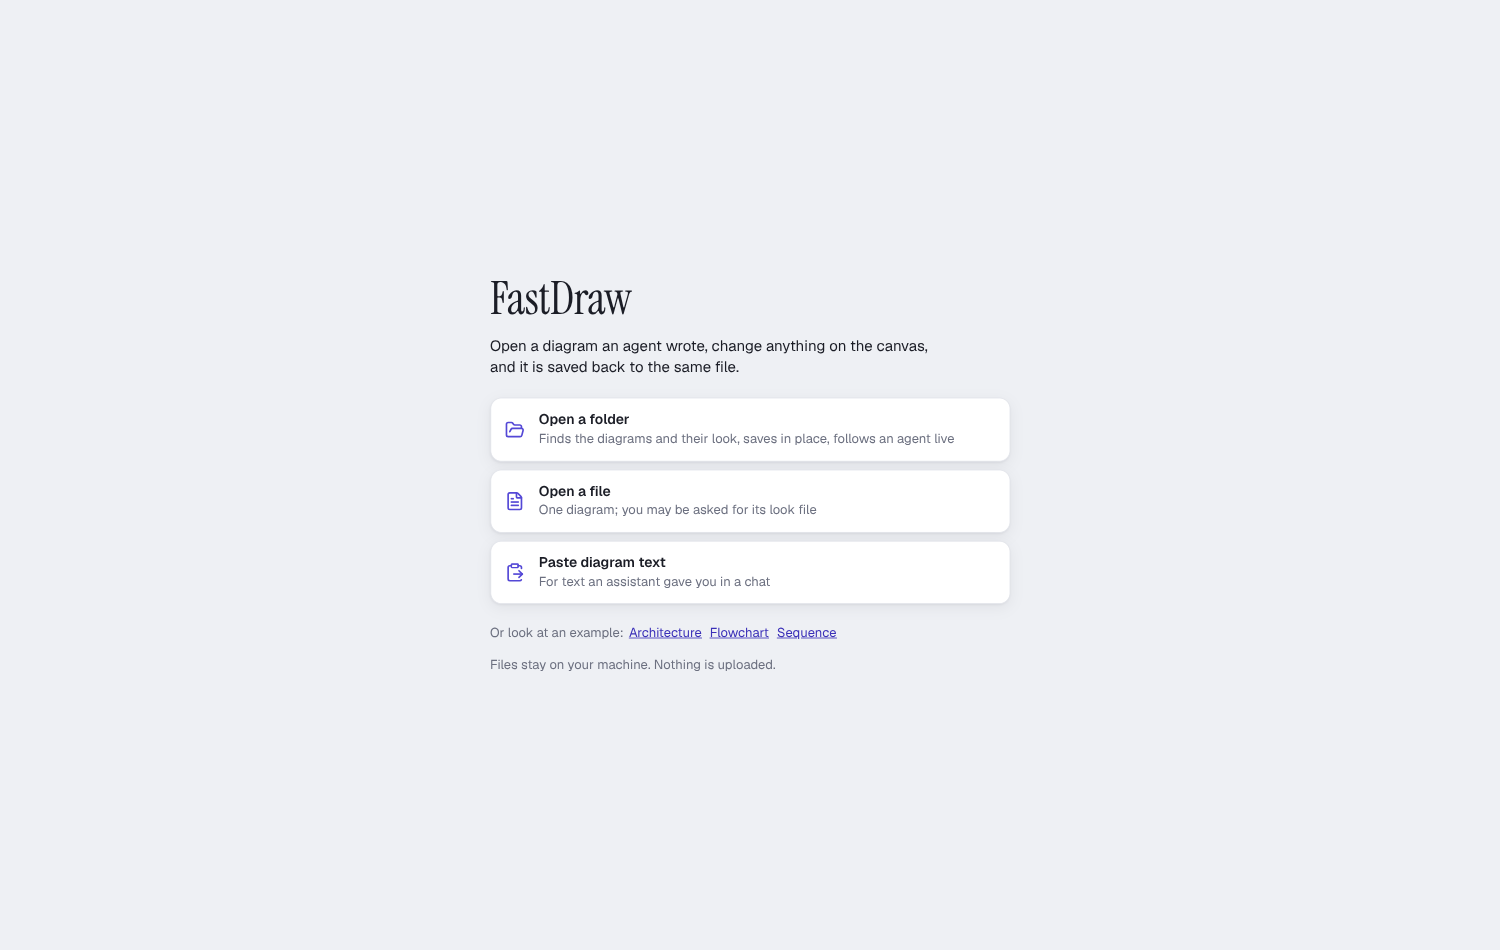 FastDraw
Open a diagram an agent wrote, change anything on the canvas,
and it is saved back to the same file.
Open a folder
Finds the diagrams and their look, saves in place, follows an agent live
Open a file
One diagram; you may be asked for its look file
Paste diagram text
For text an assistant gave you in a chat
Or look at an example: Architecture Flowchart Sequence
Files stay on your machine. Nothing is uploaded.